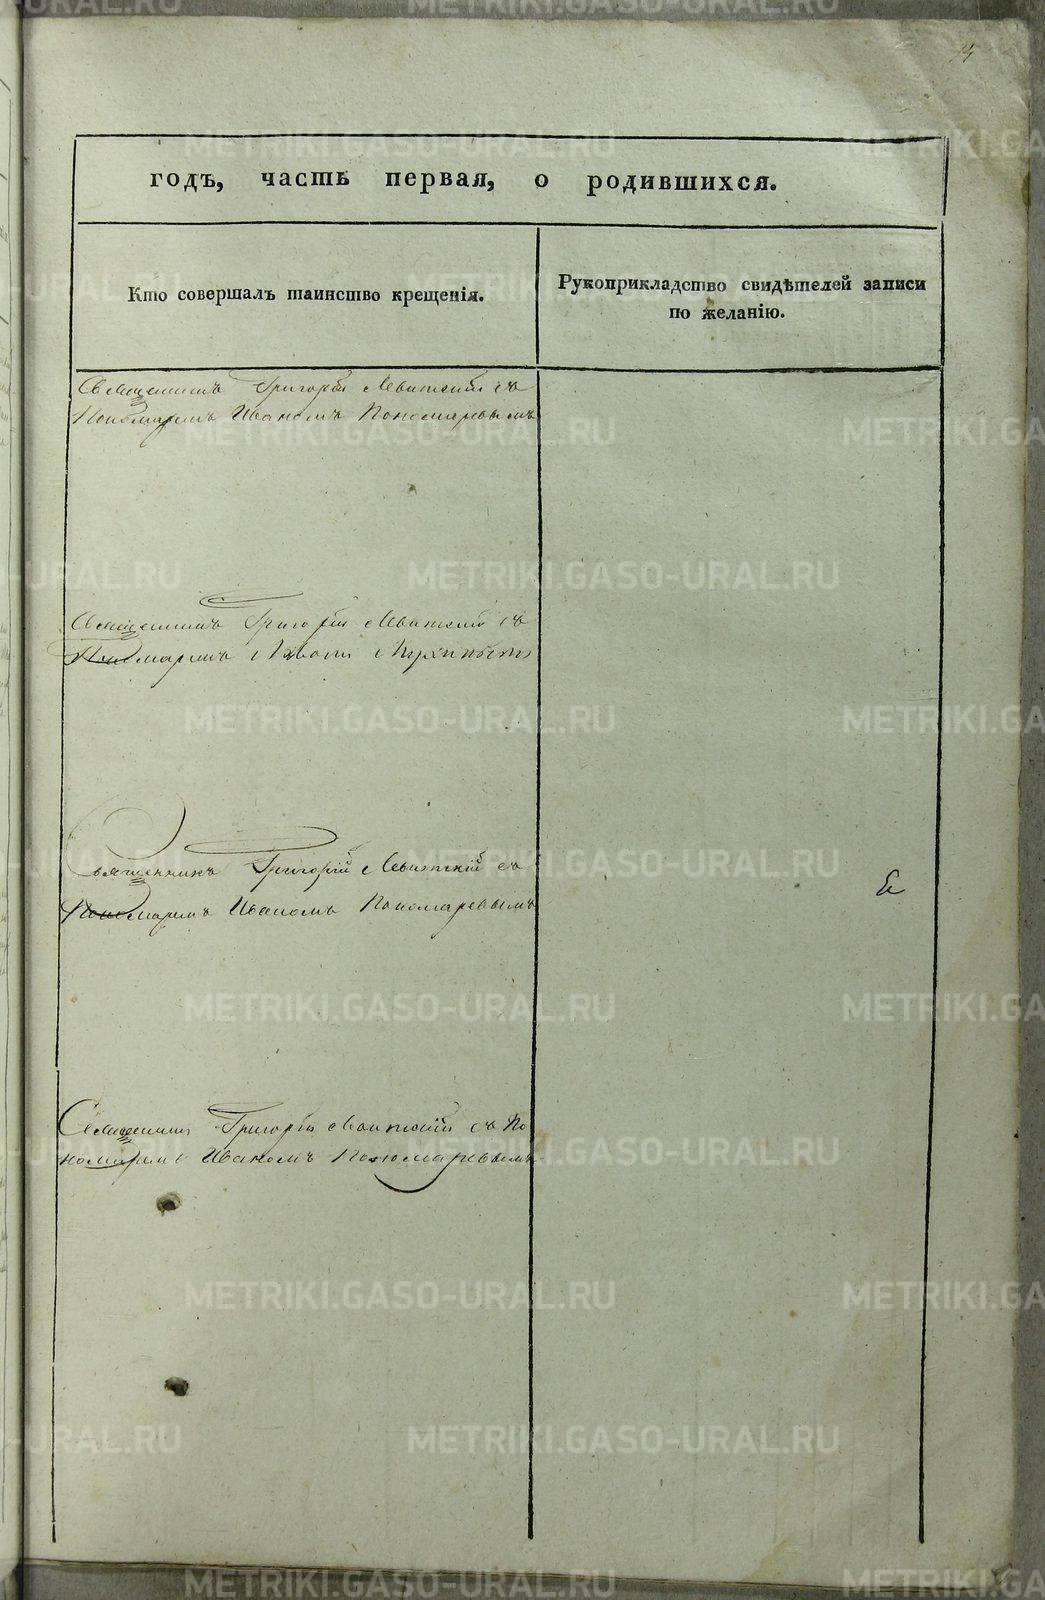 годъ, часть первая, о родившихся.
Кто совершалъ таинство крещенія.
Рукоприкладство свидѣтелей записи
по желанію.
Священникъ Григорій Левитскій съ
Пономаремъ Иваномъ Пономаревымъ
Священникъ Григорій Левитскій съ
Пономаремъ
Священникъ Григорій Левитскій съ
Пономаремъ Иваномъ Пономаревымъ
Священникъ Григорій Левитскій съ По
номаремъ Иваномъ Пономаревымъ
METRIKI.GASO-URAL.RU